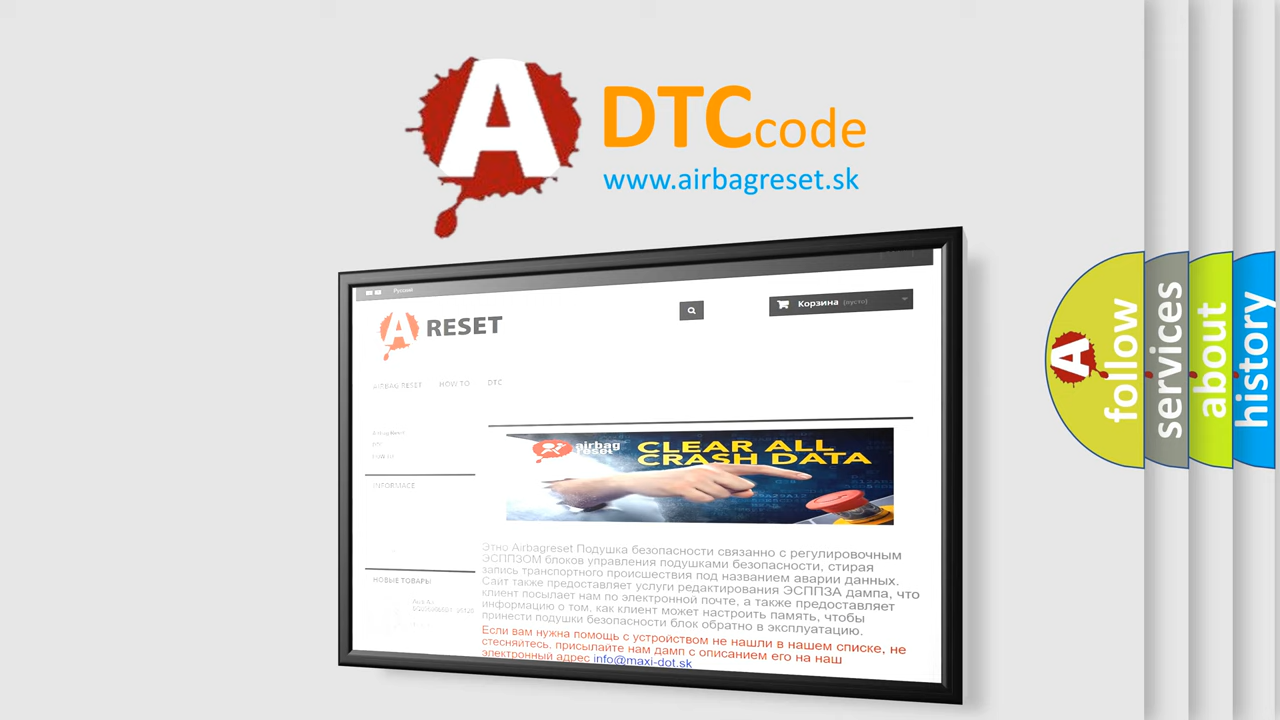 A DTCcode
www.airbagreset.sk
Русский
A RESET
Корзина (пусто)
AIRBAG RESET HOW TO DTC
Airbag Reset
DTC
INFORMACE
airbag
reset
CLEAR ALL
CRASH DATA
Этно Airbagreset Подушка безопасности связанно с регулировочным
ЭСППЗОМ блоков управления подушками безопасности, стирая
запись транспортного происшествия под названием аварии данных.
Сайт также предоставляет услуги редактирования ЭСППЗА дампа, что
клиент посылает нам по электронной почте, а также предоставляет
информацию о том, как клиент может настроить память, чтобы
принести подушки безопасности блок обратно в эксплуатацию.
Если вам нужна помощь с устройством не нашли в нашем списке, не
стесняйтесь, присылайте нам дамп с описанием его на наш
электронный адрес info@maxi-dot.sk
НОВЫЕ ТОВАРЫ
A follow
services
about
history